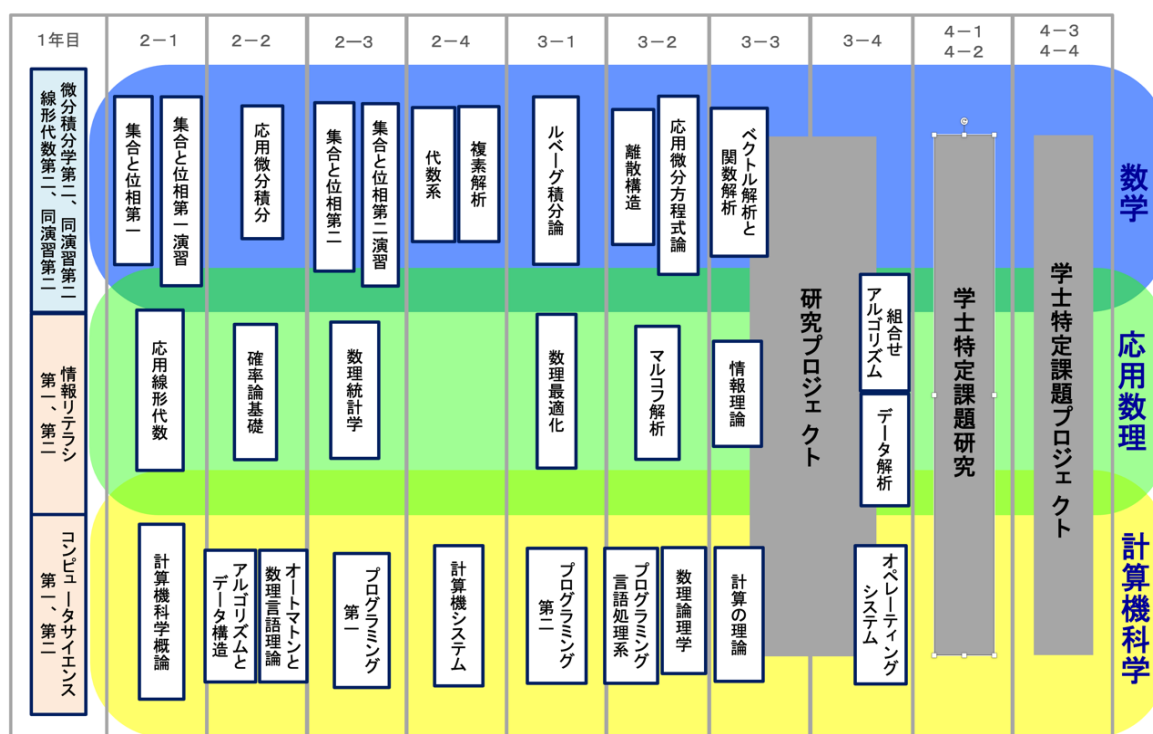 1年目
2－1
2－2
2－3
2－4
3－1
3－2
3－3
3－4
4－1
4－2
4－3
4－4
微分積分学第二、同演習第二
線形代数第二、同演習第二
集合と位相第一
集合と位相第一演習
応用微分積分
集合と位相第二
集合と位相第二演習
代数系
複素解析
ルベーグ積分論
離散構造
応用微分方程式論
ベクトル解析と
関数解析
数学
情報リテラシ
第一、第二
応用線形代数
確率論基礎
数理統計学
数理最適化
マルコフ解析
情報理論
研究プロジェクト
組合せ
アルゴリズム
データ解析
学士特定課題研究
学士特定課題プロジェクト
応用数理
コンピュータサイエンス
第一、第二
計算機科学概論
アルゴリズムと
データ構造
オートマトンと
数理言語理論
プログラミング
第一
計算機システム
プログラミング
第二
プログラミング
言語処理系
数理論理学
計算の理論
オペレーティング
システム
計算機科学